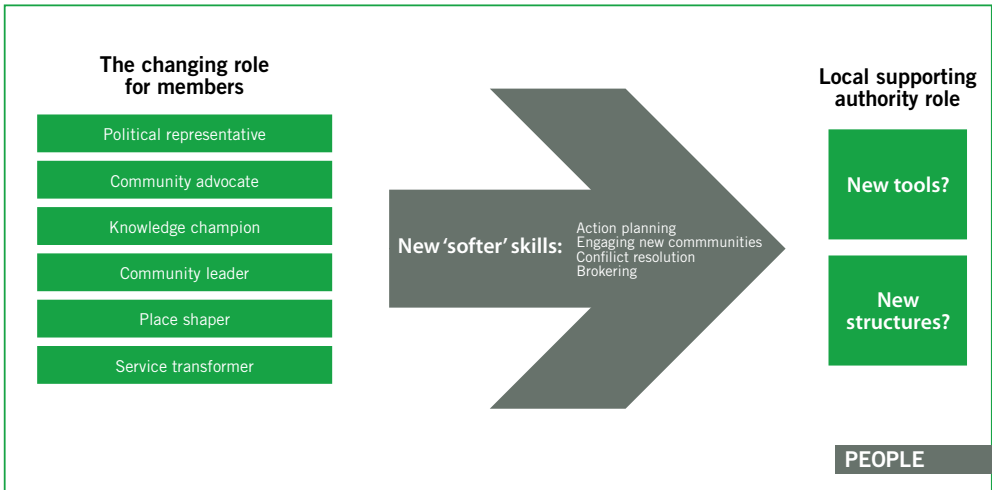 The changing role
for members
Political representative
Community advocate
Knowledge champion
Community leader
Place shaper
Service transformer
New ‘softer’ skills:
Action planning
Engaging new commmunities
Confilict resolution
Brokering
Local supporting
authority role
New tools?
New
structures?
PEOPLE